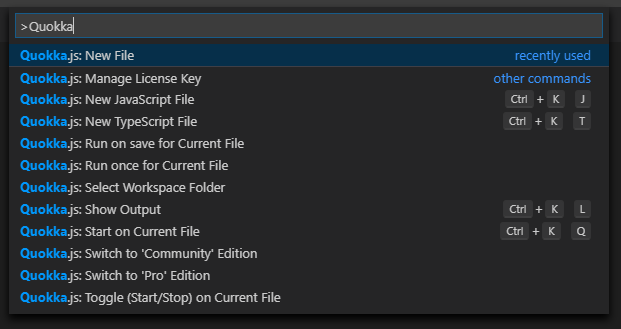 >Quokka
Quokka.js: New File recently used
Quokka.js: Manage License Key other commands
Quokka.js: New JavaScript File Ctrl + K J
Quokka.js: New TypeScript File Ctrl + K T
Quokka.js: Run on save for Current File
Quokka.js: Run once for Current File
Quokka.js: Select Workspace Folder
Quokka.js: Show Output Ctrl + K L
Quokka.js: Start on Current File Ctrl + K Q
Quokka.js: Switch to 'Community' Edition
Quokka.js: Switch to 'Pro' Edition
Quokka.js: Toggle (Start/Stop) on Current File